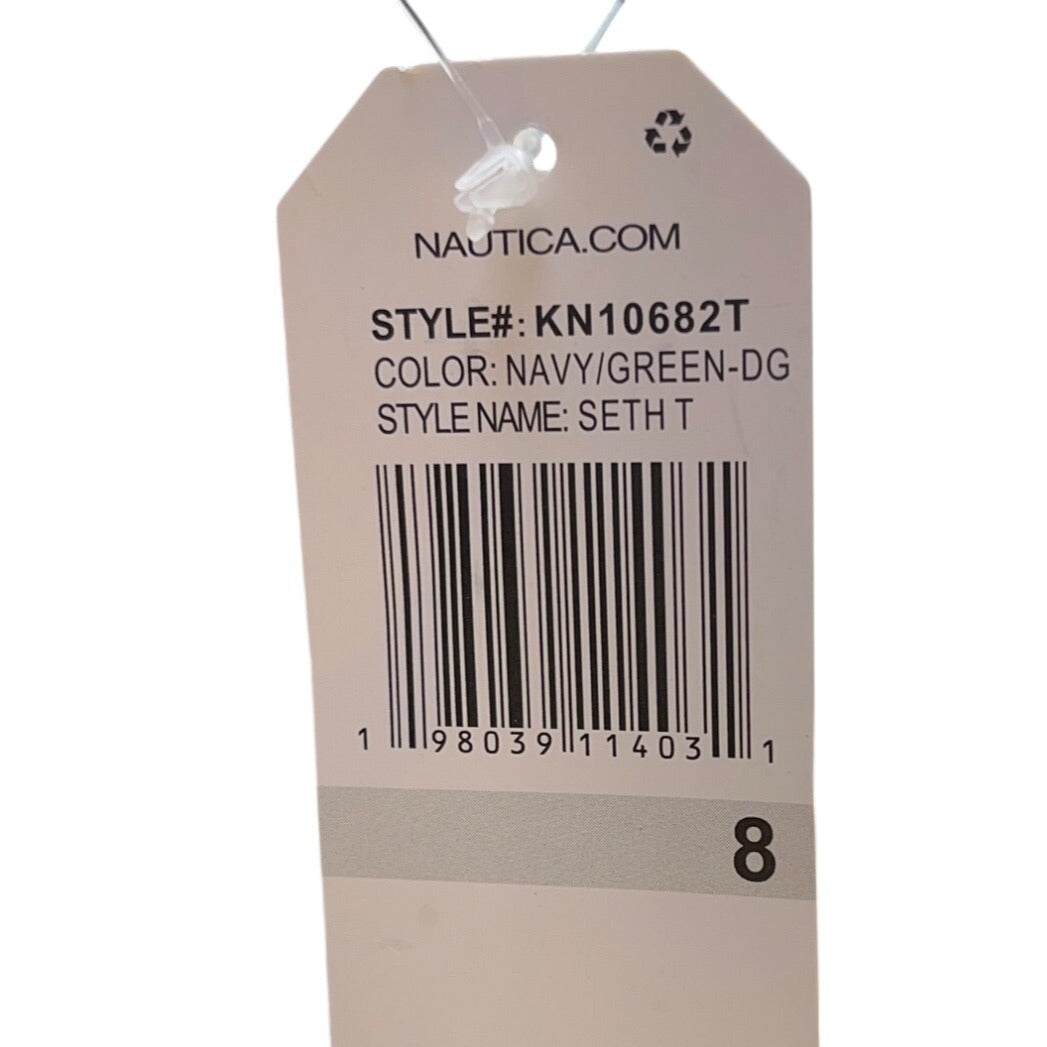 NAUTICA.COM
STYLE#: KN10682T
COLOR: NAVY/GREEN-DG
STYLE NAME: SETH T
1 98039 11403 1
8